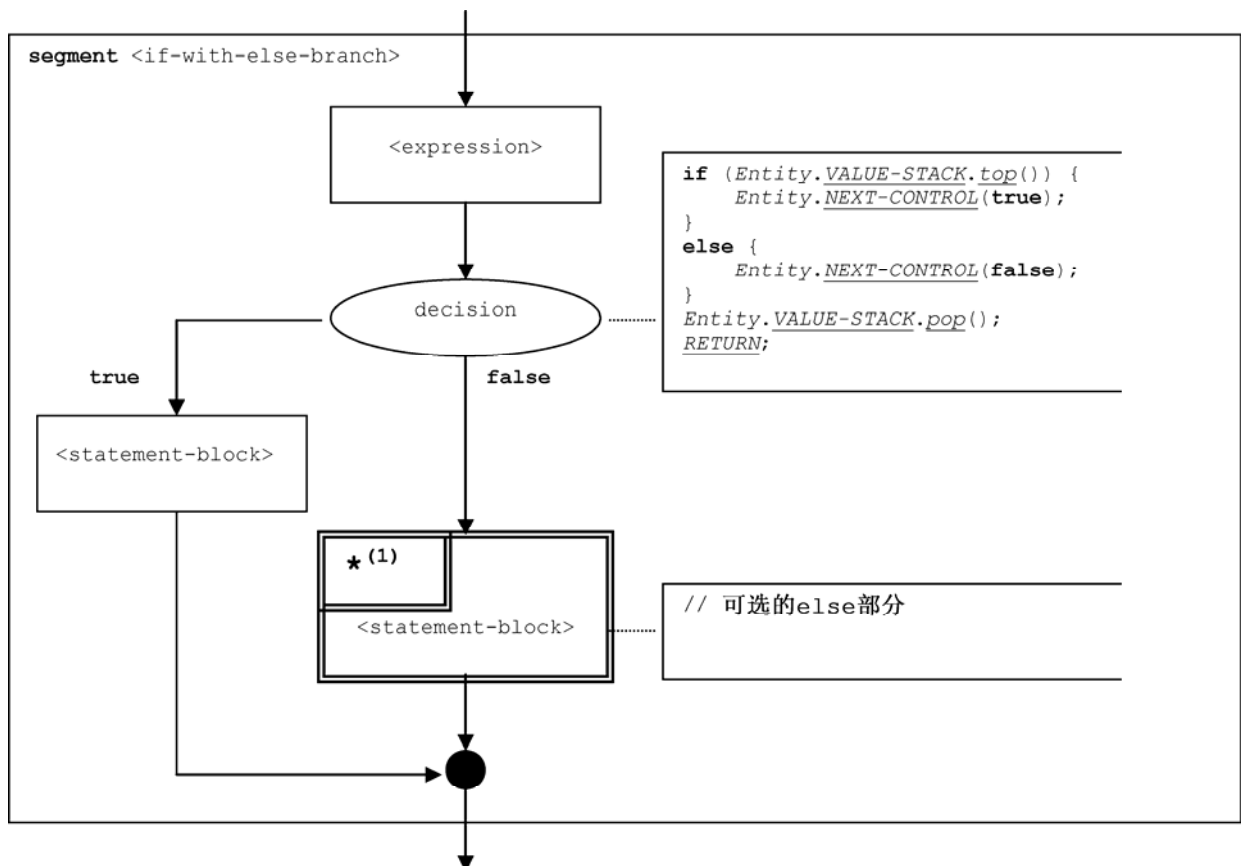 segment <if-with-else-branch>
<expression>
if (Entity.VALUE-STACK.top()) {
Entity.NEXT-CONTROL(true);
}
else {
Entity.NEXT-CONTROL(false);
}
Entity.VALUE-STACK.pop();
RETURN;
decision
true
false
<statement-block>
*(1)
<statement-block>
// 可选的else部分